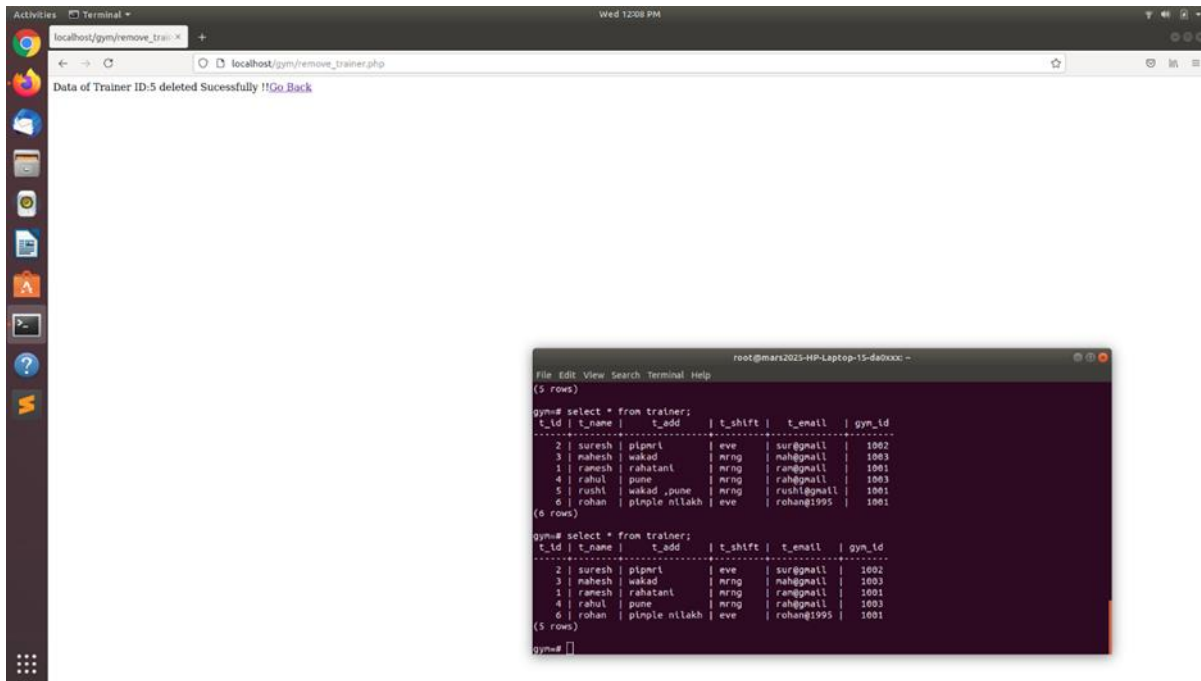 Activities Terminal Wed 12:08 PM
localhost/gym/remove_train × +
localhost/gym/remove_trainer.php
Data of Trainer ID:5 deleted Sucessfully !!Go Back
root@mars2025-HP-Laptop-15-da0xxx: ~
File Edit View Search Terminal Help
(5 rows)
gym=# select * from trainer;
t_id | t_name | t_add | t_shift | t_email | gym_id
------+--------+---------------+---------+-------------+--------
2 | suresh | pipmri | eve | sur@gmail | 1002
3 | mahesh | wakad | mrng | mah@gmail | 1003
1 | ramesh | rahatani | mrng | ram@gmail | 1001
4 | rahul | pune | mrng | rah@gmail | 1003
5 | rushi | wakad ,pune | mrng | rushi@gmail | 1001
6 | rohan | pimple nilakh | eve | rohan@1995 | 1001
(6 rows)
gym=# select * from trainer;
t_id | t_name | t_add | t_shift | t_email | gym_id
------+--------+---------------+---------+------------+--------
2 | suresh | pipmri | eve | sur@gmail | 1002
3 | mahesh | wakad | mrng | mah@gmail | 1003
1 | ramesh | rahatani | mrng | ram@gmail | 1001
4 | rahul | pune | mrng | rah@gmail | 1003
6 | rohan | pimple nilakh | eve | rohan@1995 | 1001
(5 rows)
gym=#